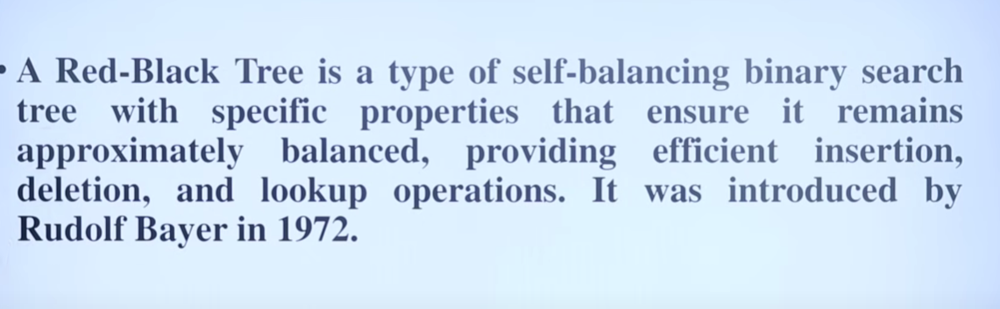 • A Red-Black Tree is a type of self-balancing binary search
tree with specific properties that ensure it remains
approximately balanced, providing efficient insertion,
deletion, and lookup operations. It was introduced by
Rudolf Bayer in 1972.